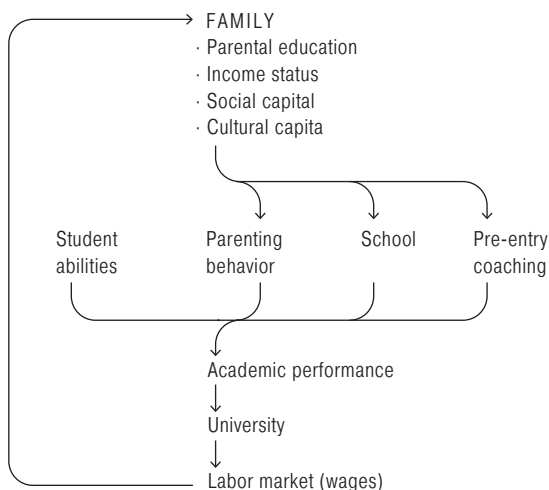 FAMILY
· Parental education
· Income status
· Social capital
· Cultural capita
Student
abilities
Parenting
behavior
School
Pre-entry
coaching
Academic performance
University
Labor market (wages)